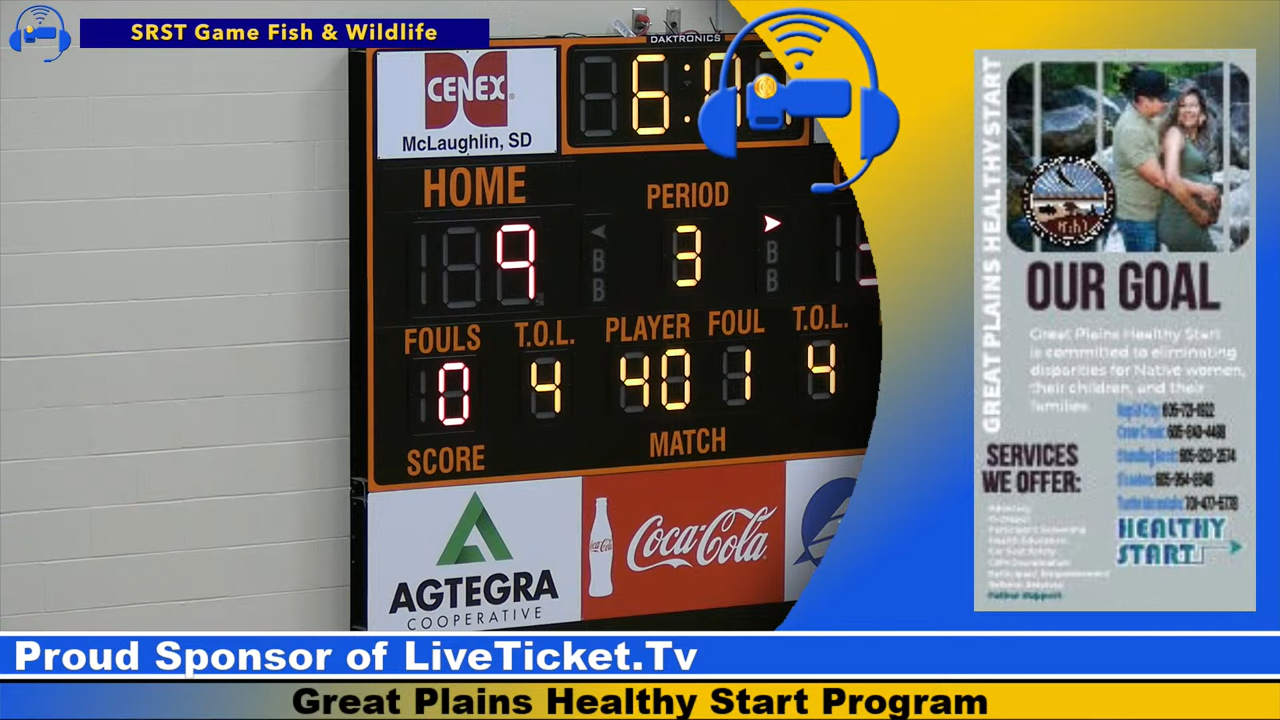 SRST Game Fish & Wildlife
DAKTRONICS
CENEX
McLaughlin, SD
6:
HOME
PERIOD
9
3
B
B
B
B
FOULS T.O.L. PLAYER FOUL T.O.L.
0 4 40 1 4
SCORE
MATCH
AGTEGRA
COOPERATIVE
Coca-Cola
GREAT PLAINS HEALTHY START
OUR GOAL
Great Plains Healthy Start
is committed to eliminating
disparities for Native women,
their children, and their
families.
SERVICES
WE OFFER:
HEALTHY
START
Proud Sponsor of LiveTicket.Tv
Great Plains Healthy Start Program